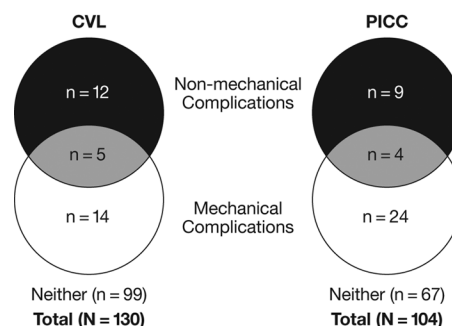 CVL
PICC
n = 12
Non-mechanical
Complications
n = 9
n = 5
n = 4
n = 14
Mechanical
Complications
n = 24
Neither (n = 99)
Total (N = 130)
Neither (n = 67)
Total (N = 104)